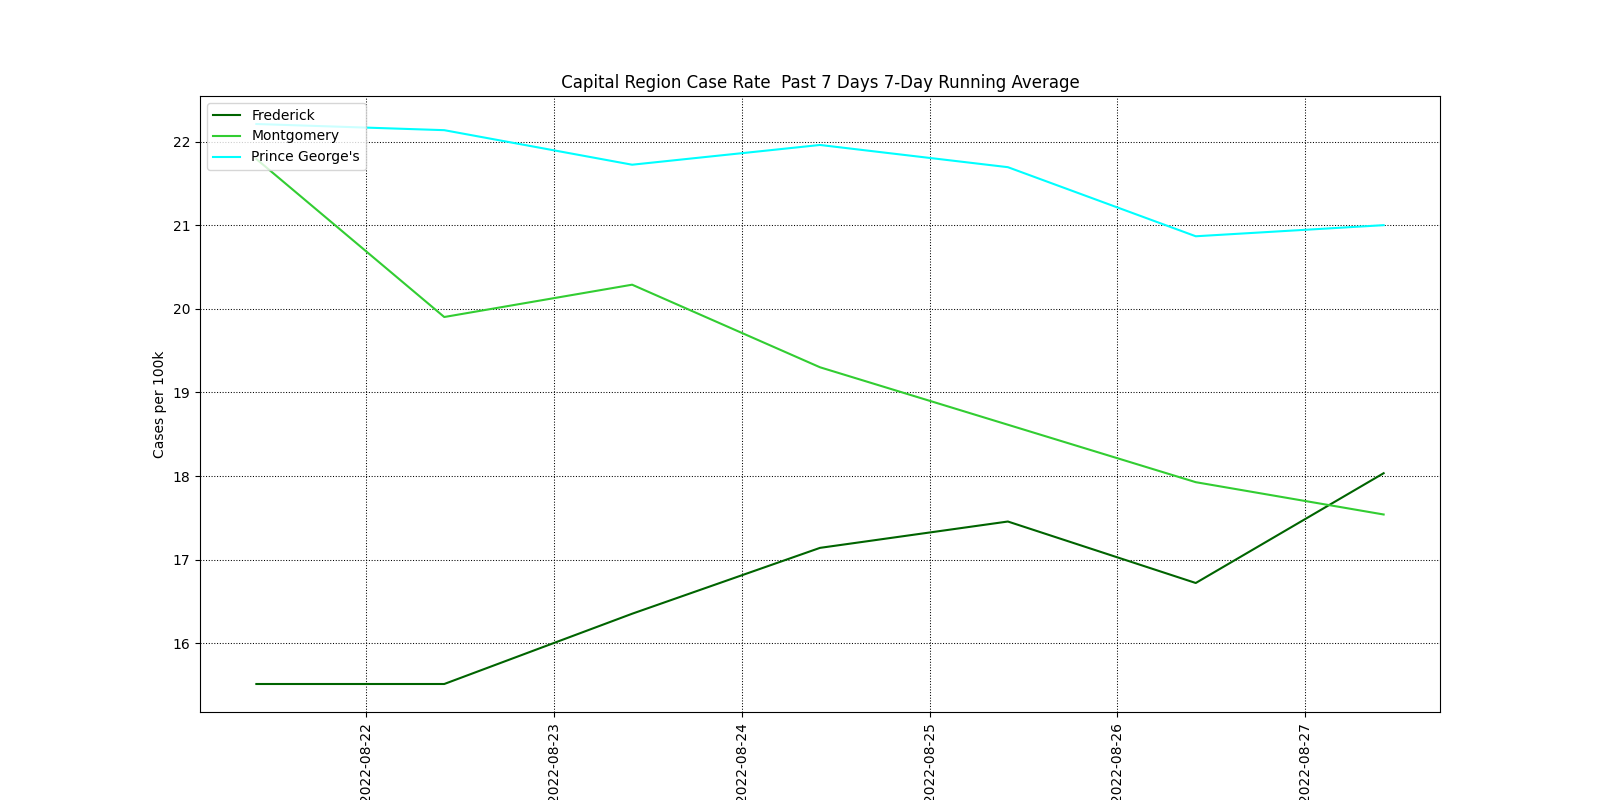 Capital Region Case Rate  Past 7 Days 7-Day Running Average
Frederick
Montgomery
Prince George's
22
21
20
19
18
17
16
Cases per 100k
2022-08-22
2022-08-23
2022-08-24
2022-08-25
2022-08-26
2022-08-27